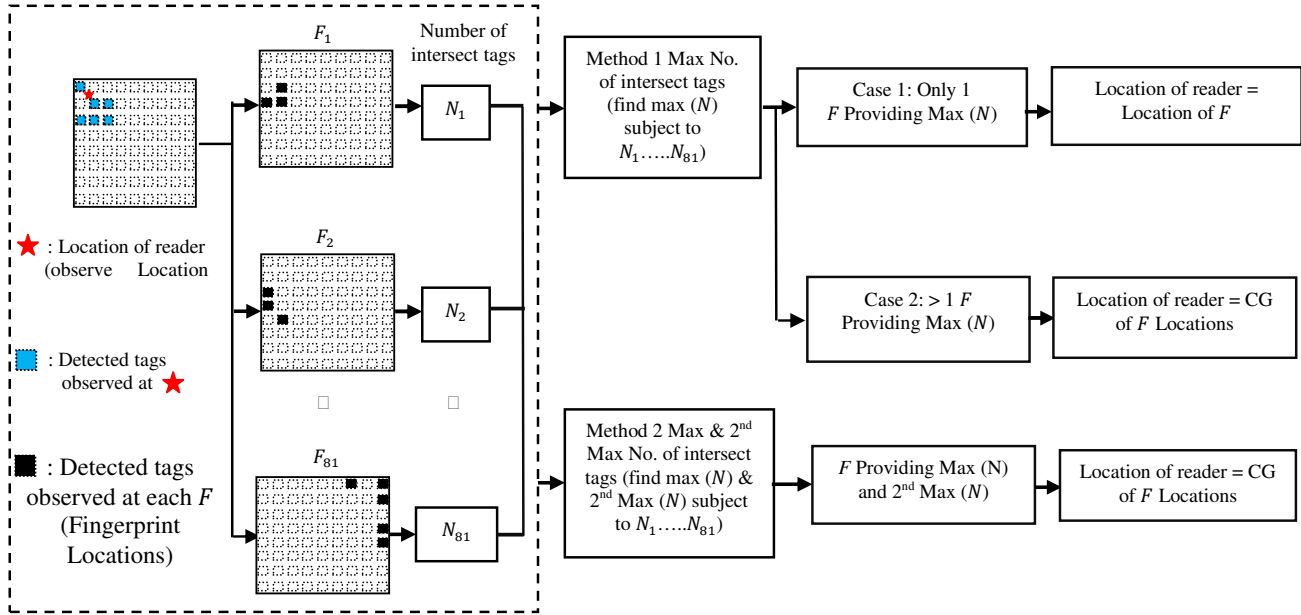 F₁
Number of
intersect tags
N₁
★ : Location of reader
(observe Location
F₂
N₂
: Detected tags
observed at ★
: Detected tags
observed at each F
(Fingerprint
Locations)
F₈₁
N₈₁
Method 1 Max No.
of intersect tags
(find max (N)
subject to
N₁…..N₈₁)
Case 1: Only 1
F Providing Max (N)
Location of reader =
Location of F
Case 2: > 1 F
Providing Max (N)
Location of reader = CG
of F Locations
Method 2 Max & 2nd
Max No. of intersect
tags (find max (N) &
2nd Max (N) subject
to N₁…..N₈₁)
F Providing Max (N)
and 2nd Max (N)
Location of reader = CG
of F Locations